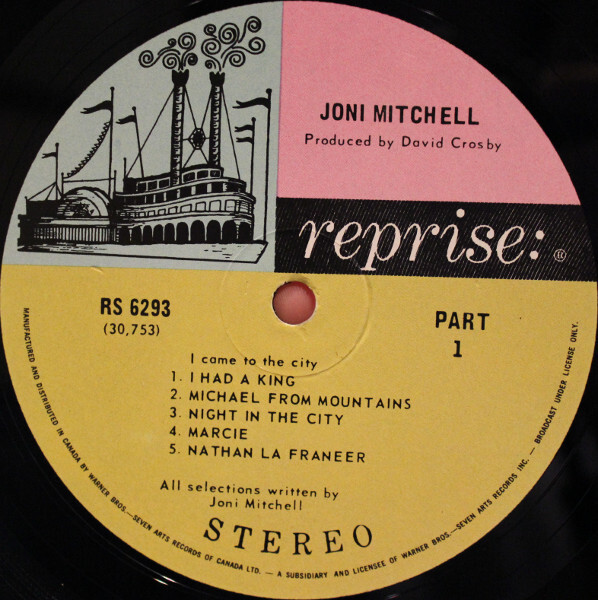 JONI MITCHELL
Produced by David Crosby
reprise: ®
RS 6293
(30,753)
PART
1
I came to the city
1. I HAD A KING
2. MICHAEL FROM MOUNTAINS
3. NIGHT IN THE CITY
4. MARCIE
5. NATHAN LA FRANEER
All selections written by
Joni Mitchell
STEREO
MANUFACTURED AND DISTRIBUTED IN CANADA BY WARNER BROS.—SEVEN ARTS RECORDS OF CANADA LTD. — A SUBSIDIARY AND LICENSEE OF WARNER BROS.—SEVEN ARTS RECORDS INC. — BROADCAST UNDER LICENSE ONLY.